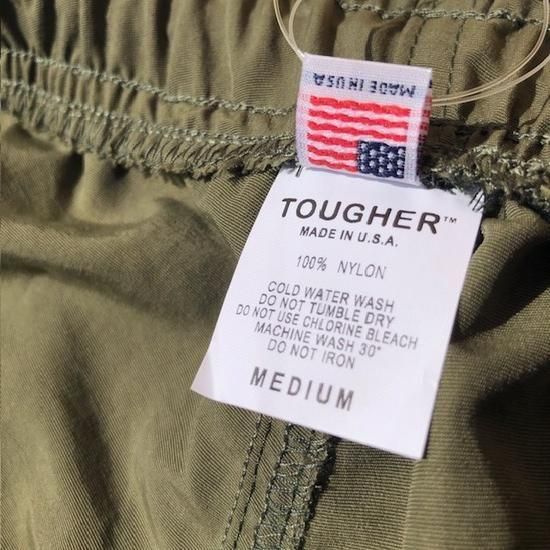 MADE IN USA
TOUGHER™
MADE IN U.S.A.
100% NYLON
COLD WATER WASH
DO NOT TUMBLE DRY
DO NOT USE CHLORINE BLEACH
MACHINE WASH 30°
DO NOT IRON
MEDIUM